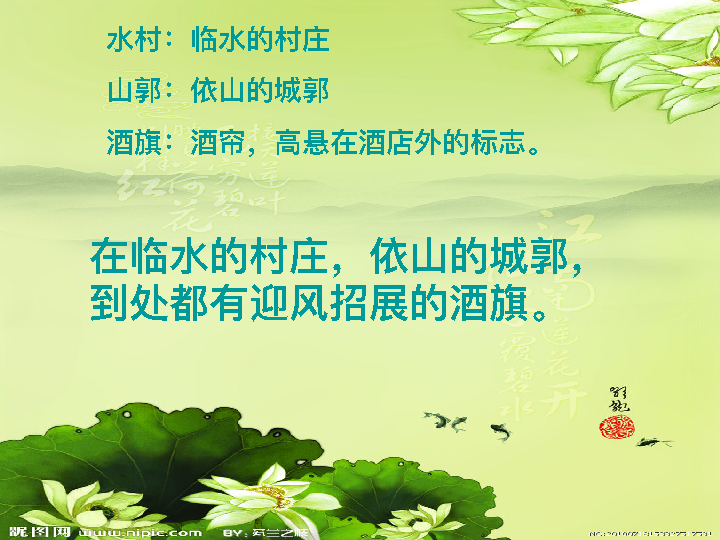 水村：临水的村庄
山郭：依山的城郭
酒旗：酒帘，高悬在酒店外的标志。
在临水的村庄，依山的城郭，
到处都有迎风招展的酒旗。
昵图网 www.nipic.com